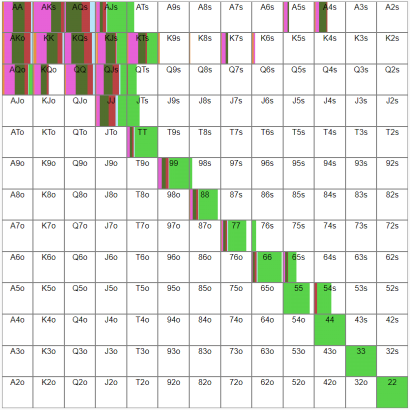 AA AKs AQs AJs ATs A9s A8s A7s A6s A5s A4s A3s A2s
AKo KK KQs KJs KTs K9s K8s K7s K6s K5s K4s K3s K2s
AQo KQo QQ QJs QTs Q9s Q8s Q7s Q6s Q5s Q4s Q3s Q2s
AJo KJo QJo JJ JTs J9s J8s J7s J6s J5s J4s J3s J2s
ATo KTo QTo JTo TT T9s T8s T7s T6s T5s T4s T3s T2s
A9o K9o Q9o J9o T9o 99 98s 97s 96s 95s 94s 93s 92s
A8o K8o Q8o J8o T8o 98o 88 87s 86s 85s 84s 83s 82s
A7o K7o Q7o J7o T7o 97o 87o 77 76s 75s 74s 73s 72s
A6o K6o Q6o J6o T6o 96o 86o 76o 66 65s 64s 63s 62s
A5o K5o Q5o J5o T5o 95o 85o 75o 65o 55 54s 53s 52s
A4o K4o Q4o J4o T4o 94o 84o 74o 64o 54o 44 43s 42s
A3o K3o Q3o J3o T3o 93o 83o 73o 63o 53o 43o 33 32s
A2o K2o Q2o J2o T2o 92o 82o 72o 62o 52o 42o 32o 22